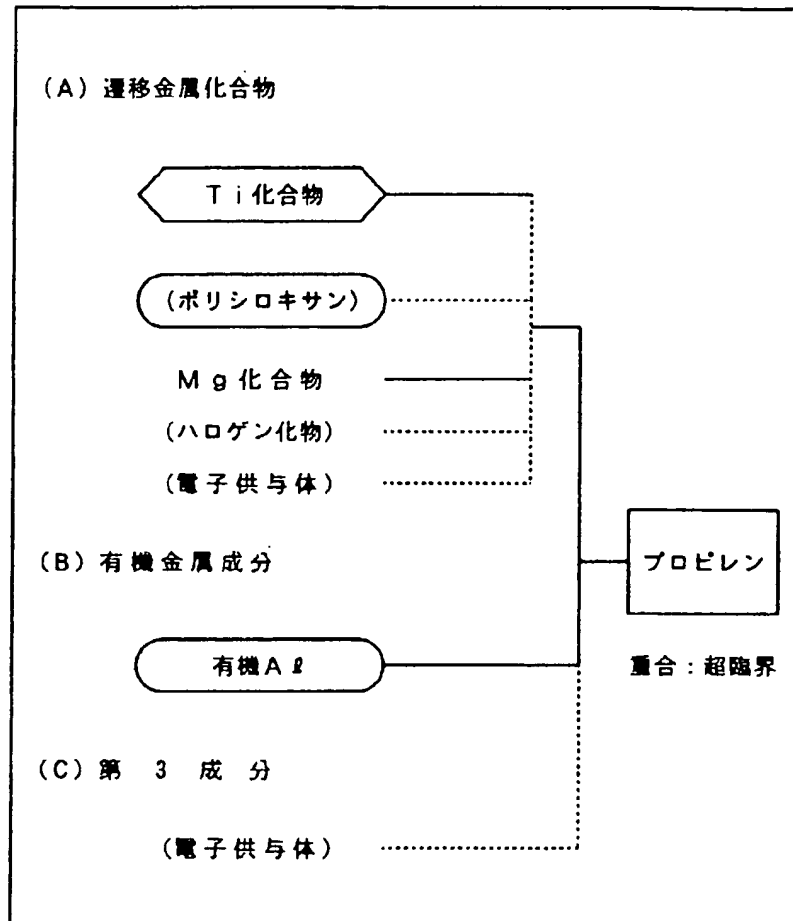 (A) 遷移金属化合物
Ti化合物
(ポリシロキサン)
Mg化合物
(ハロゲン化物)
(電子供与体)
(B) 有機金属成分
プロピレン
有機Aℓ
重合：超臨界
(C) 第 3 成 分
(電子供与体)